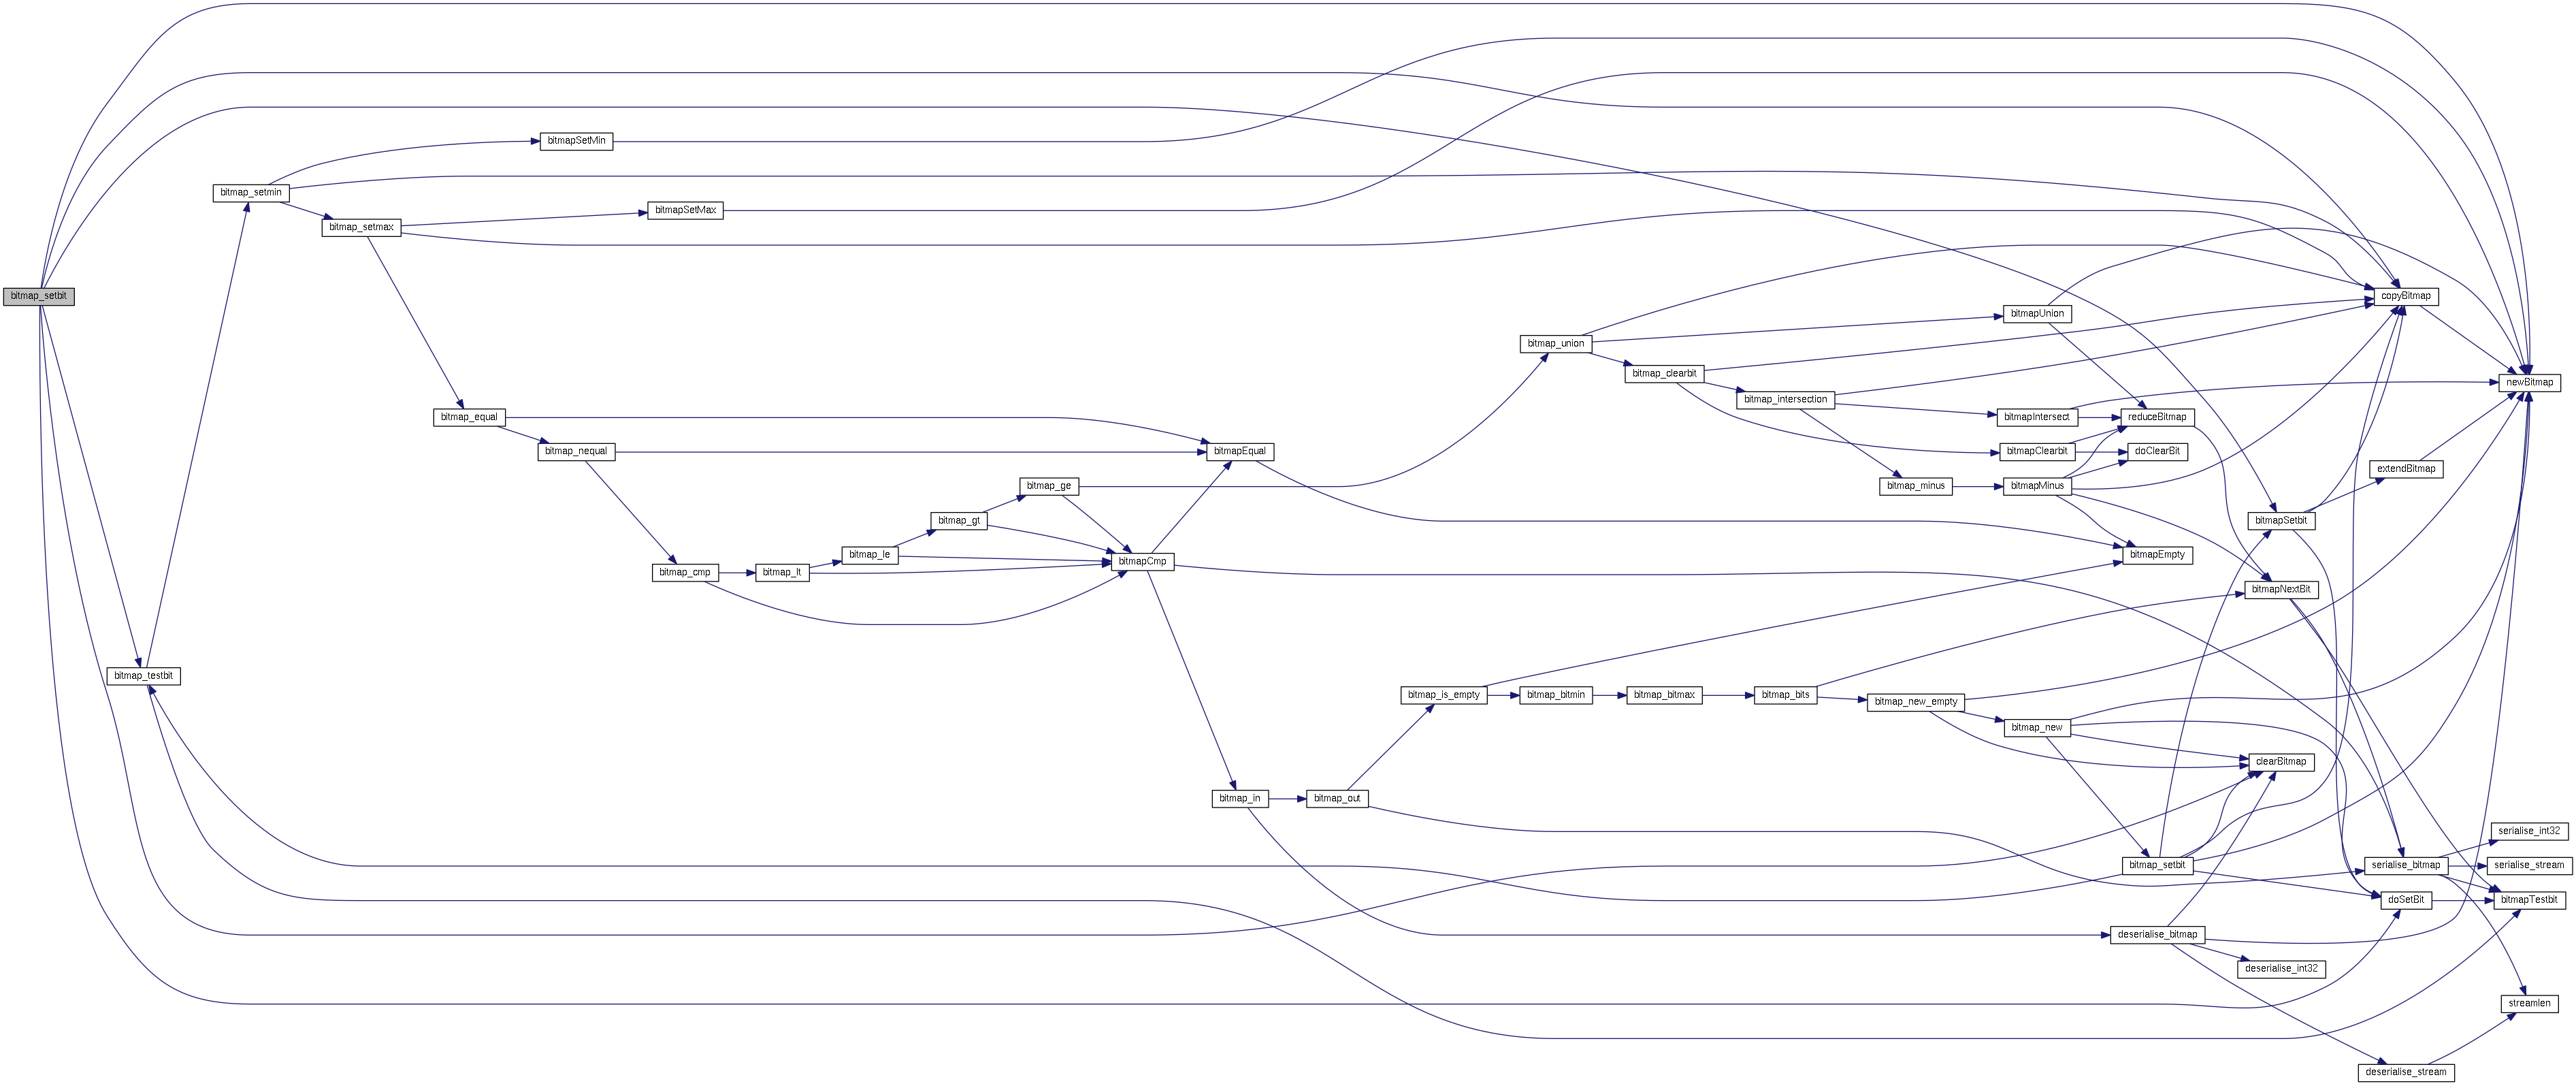 bitmap_setbit
bitmap_testbit
bitmap_setmin
bitmap_setmax
bitmap_equal
bitmapSetMin
bitmap_nequal
bitmapSetMax
bitmap_cmp
bitmap_lt
bitmap_le
bitmap_gt
bitmap_ge
bitmapCmp
bitmapEqual
bitmap_in
bitmap_out
bitmap_is_empty
bitmap_union
bitmap_bitmin
bitmap_clearbit
bitmap_bitmax
bitmap_intersection
bitmap_bits
bitmap_minus
bitmap_new_empty
bitmapUnion
bitmapIntersect
bitmapClearbit
bitmapMinus
bitmap_new
reduceBitmap
doClearBit
bitmapEmpty
bitmap_setbit
deserialise_bitmap
bitmapSetbit
bitmapNextBit
clearBitmap
deserialise_int32
copyBitmap
extendBitmap
serialise_bitmap
doSetBit
deserialise_stream
newBitmap
serialise_int32
serialise_stream
bitmapTestbit
streamlen